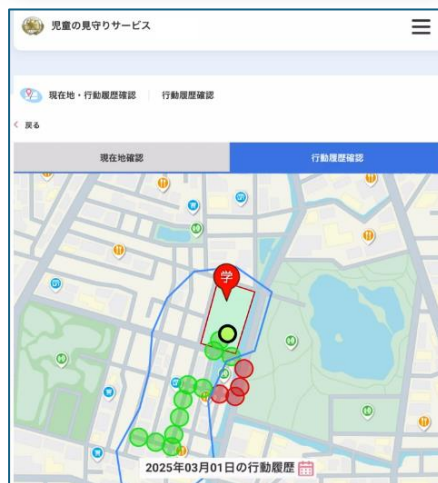 児童の見守りサービス
現在地・行動履歴確認
行動履歴確認
< 戻る
現在地確認
行動履歴確認
学
2025年03月01日の行動履歴